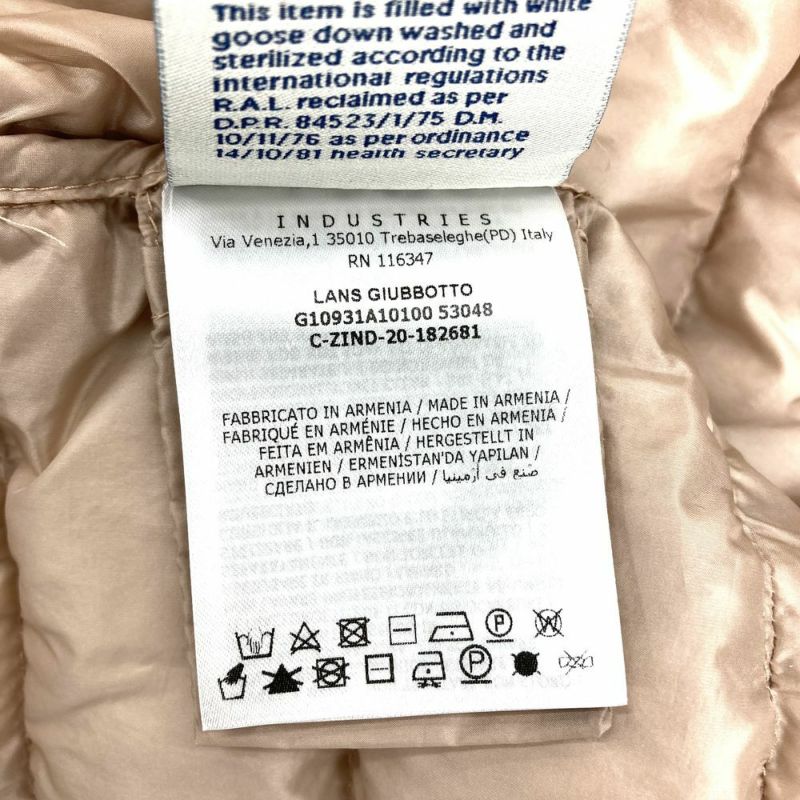 This item is filled with white
goose down washed and
sterilized according to the
international regulations
R.A.L. reclaimed as per
D.P.R. 84523/1/75 D.M.
10/11/76 as per ordinance
14/10/81 health secretary
INDUSTRIES
Via Venezia,1 35010 Trebaseleghe(PD) Italy
RN 116347
LANS GIUBBOTTO
G10931A10100 53048
C-ZIND-20-182681
FABBRICATO IN ARMENIA / MADE IN ARMENIA /
FABRIQUÉ EN ARMÉNIE / HECHO EN ARMENIA /
FEITA EM ARMÊNIA / HERGESTELLT IN
ARMENIEN / ERMENİSTAN'DA YAPILAN /
СДЕЛАНО В АРМЕНИИ / صنع في أرمينيا
P W
P